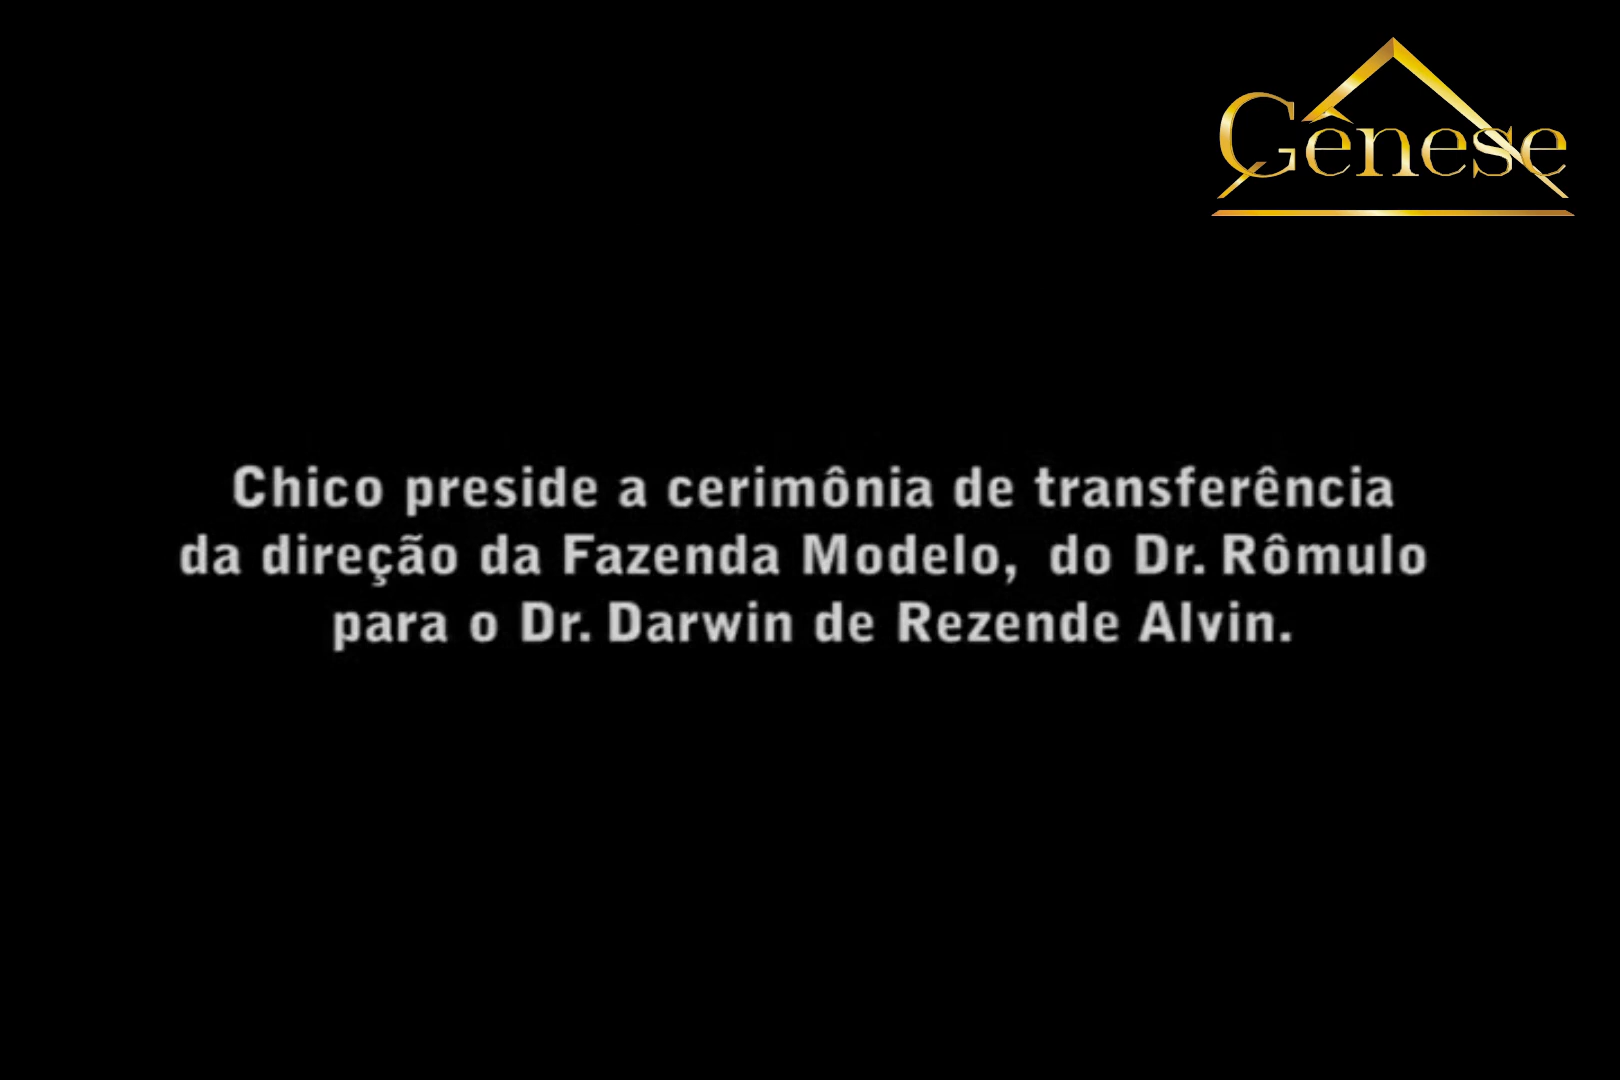 Gênese
Chico preside a cerimônia de transferência
da direção da Fazenda Modelo, do Dr. Rômulo
para o Dr. Darwin de Rezende Alvin.